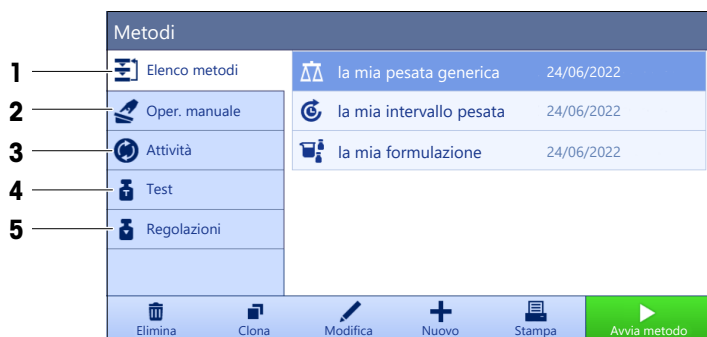 Metodi
1 Elenco metodi
2 Oper. manuale
3 Attività
4 Test
5 Regolazioni
la mia pesata generica 24/06/2022
la mia intervallo pesata 24/06/2022
la mia formulazione 24/06/2022
Elimina Clona Modifica Nuovo Stampa Avvia metodo